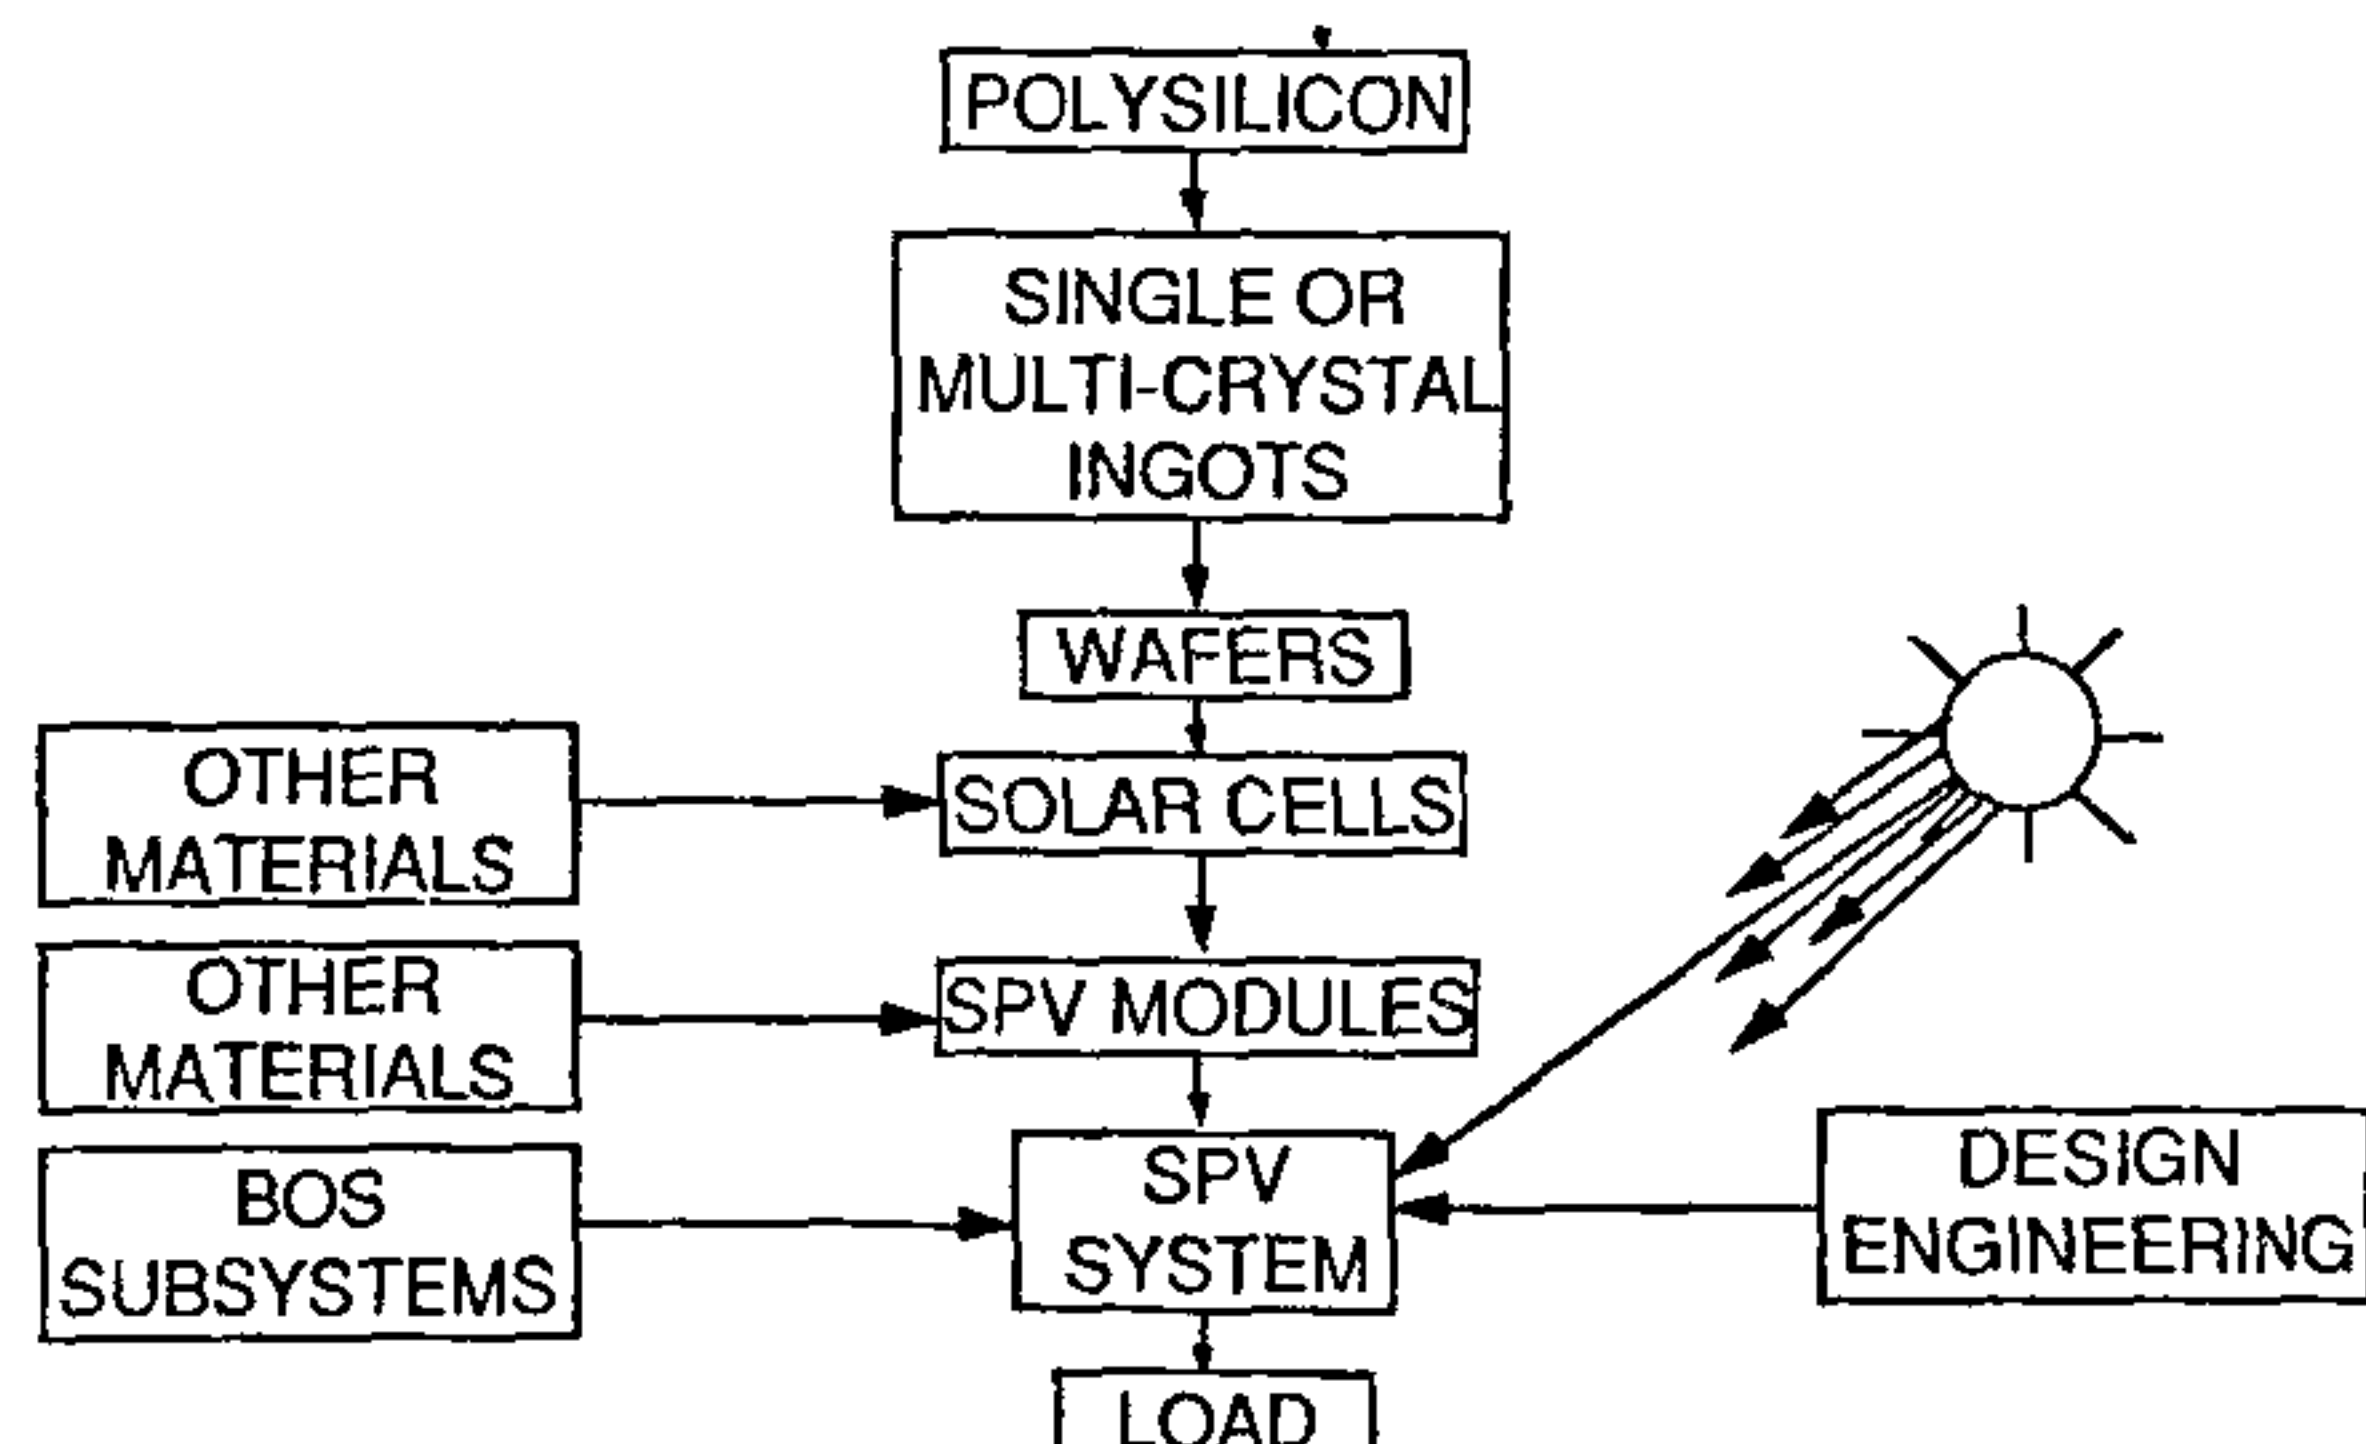 POLYSILICON
SINGLE OR
MULTI-CRYSTAL
INGOTS
WAFERS
OTHER
MATERIALS
SOLAR CELLS
OTHER
MATERIALS
SPV MODULES
BOS
SUBSYSTEMS
SPV
SYSTEM
DESIGN
ENGINEERING
LOAD